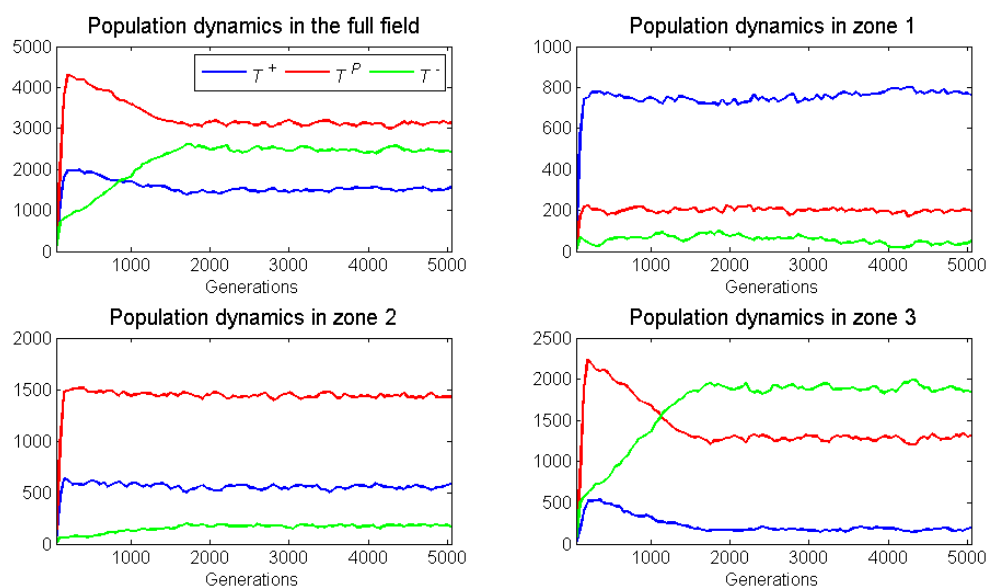 Population dynamics in the full field
5000
4000
3000
2000
1000
0
T+ TP T-
1000 2000 3000 4000 5000
Generations
Population dynamics in zone 1
1000
800
600
400
200
0
1000 2000 3000 4000 5000
Generations
Population dynamics in zone 2
2000
1500
1000
500
0
1000 2000 3000 4000 5000
Generations
Population dynamics in zone 3
2500
2000
1500
1000
500
0
1000 2000 3000 4000 5000
Generations